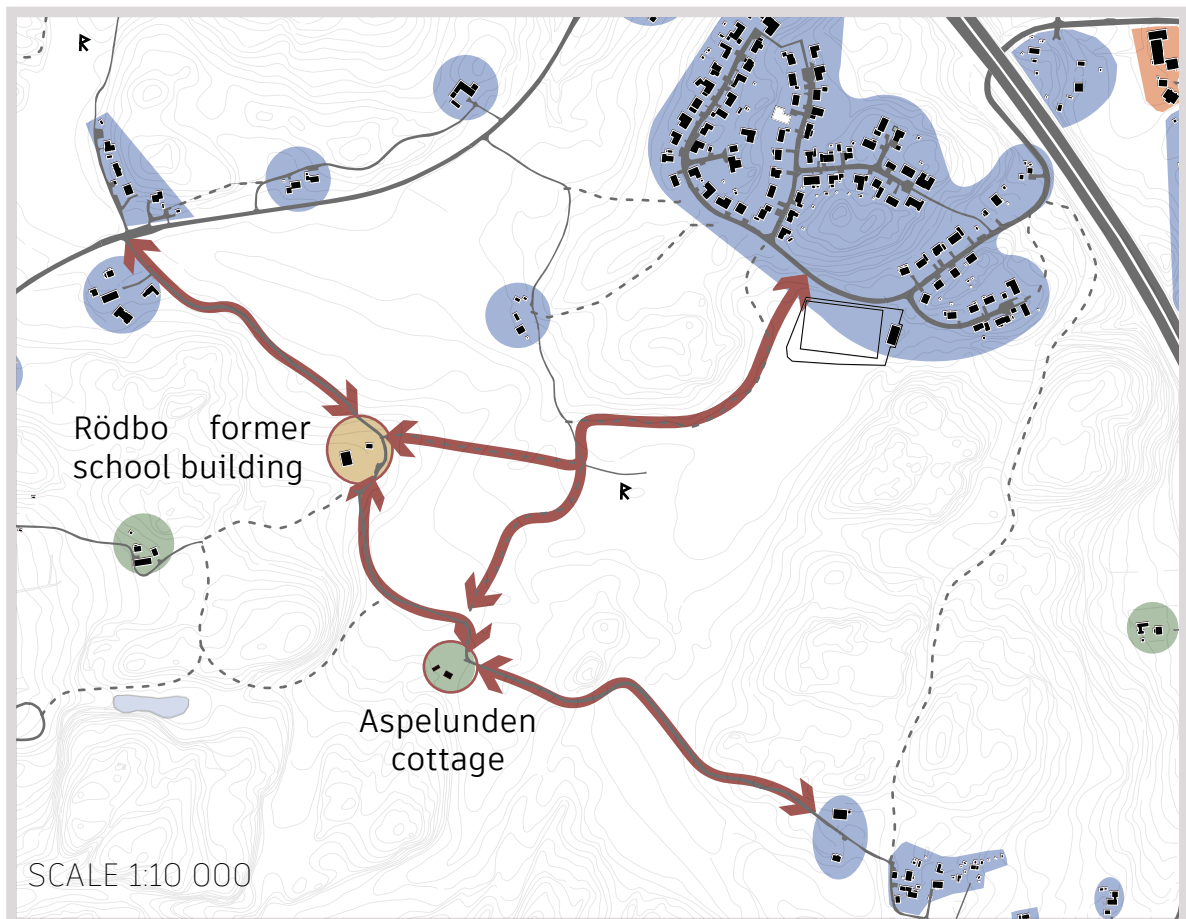 Rödbo former
school building
Aspelunden
cottage
SCALE 1:10 000